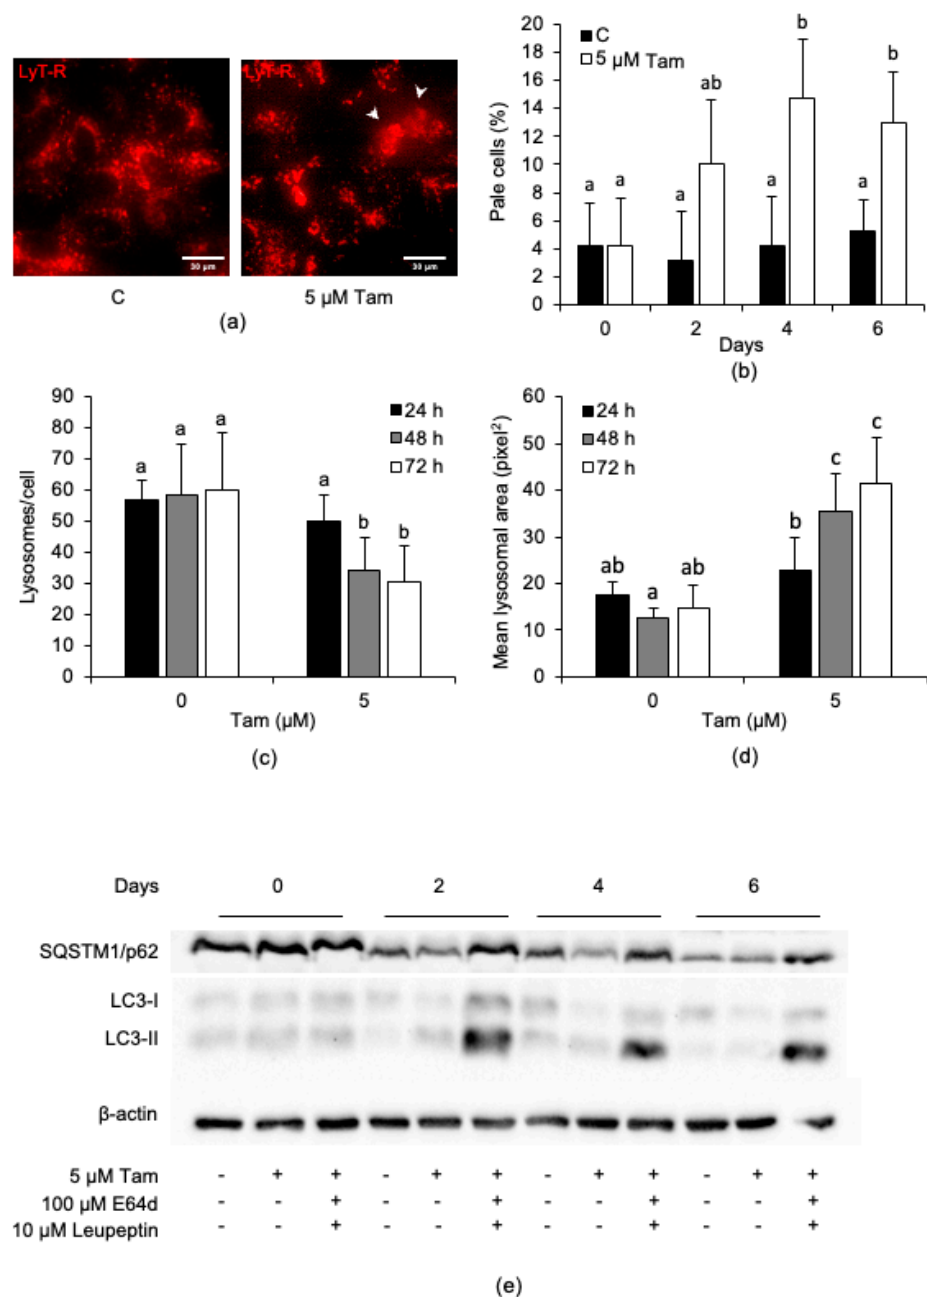 LyT-R
LyT-R
30 µm
30 µm
C
5 µM Tam
(a)
Pale cells (%)
20
18
16
14
12
10
8
6
4
2
0
C
5 µM Tam
a
a
a
ab
a
b
a
b
0
2
4
6
Days
(b)
Lysosomes/cell
90
80
70
60
50
40
30
20
10
0
24 h
48 h
72 h
a
a
a
a
b
b
0
5
Tam (µM)
(c)
Mean lysosomal area (pixel²)
60
50
40
30
20
10
0
24 h
48 h
72 h
ab
a
ab
b
c
c
0
5
Tam (µM)
(d)
Days 0 2 4 6
SQSTM1/p62
LC3-I
LC3-II
β-actin
5 µM Tam - + + - + + - + + - + +
100 µM E64d - - + - - + - - + - - +
10 µM Leupeptin - - + - - + - - + - - +
(e)